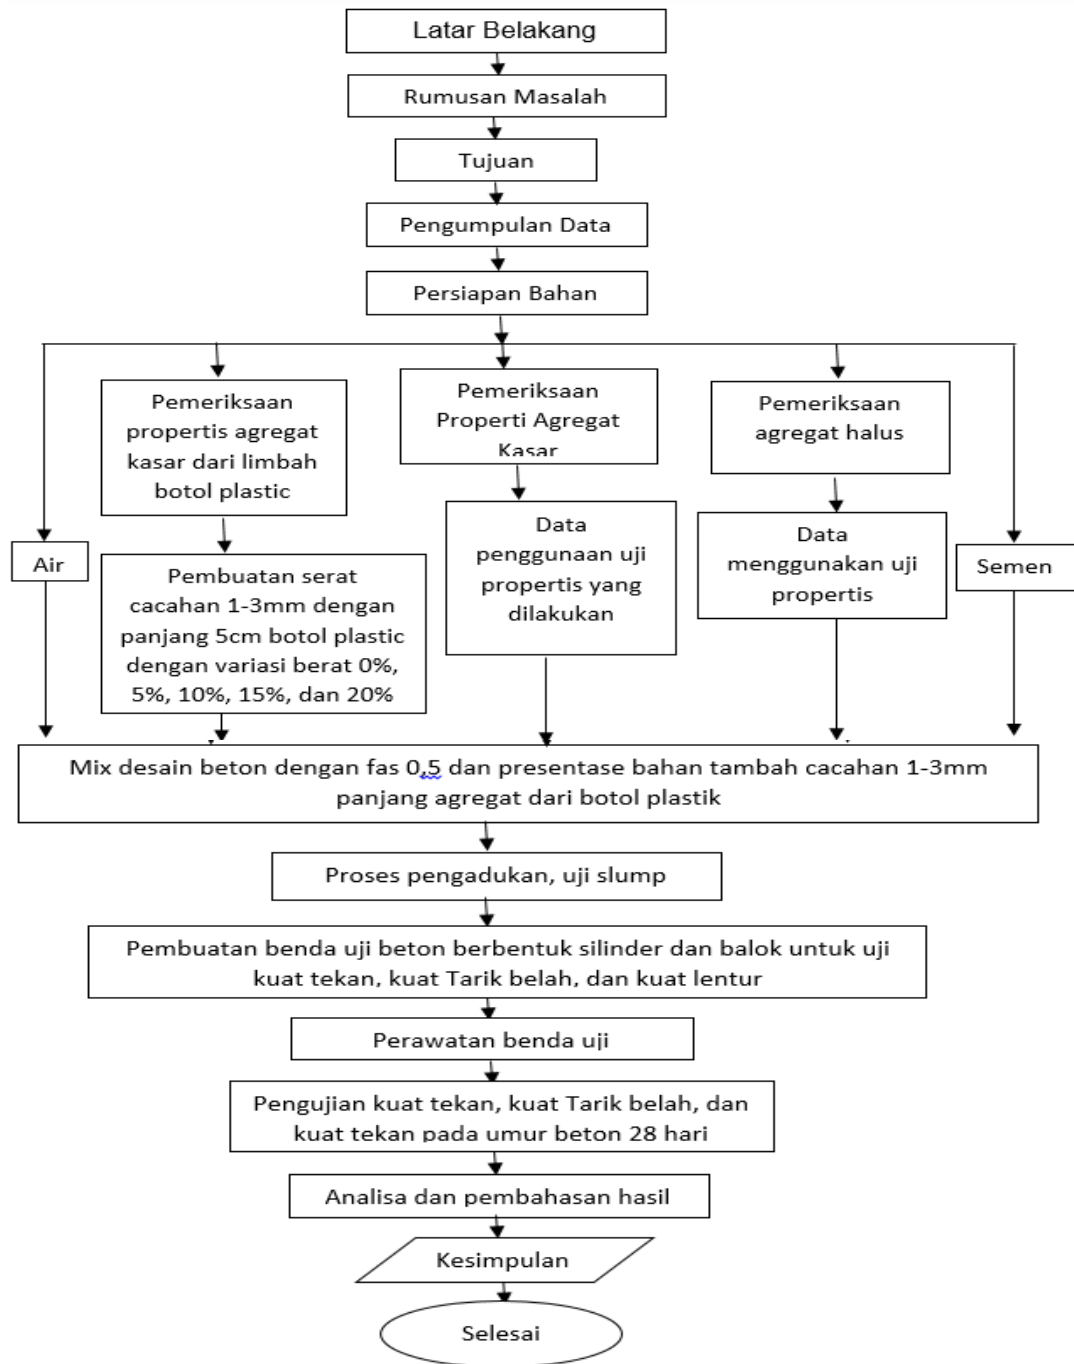 Latar Belakang
Rumusan Masalah
Tujuan
Pengumpulan Data
Persiapan Bahan
Pemeriksaan
propertis agregat
kasar dari limbah
botol plastic
Pemeriksaan
Properti Agregat
Kasar
Pemeriksaan
agregat halus
Air
Pembuatan serat
cacahan 1-3mm dengan
panjang 5cm botol plastic
dengan variasi berat 0%,
5%, 10%, 15%, dan 20%
Data
penggunaan uji
propertis yang
dilakukan
Data
menggunakan uji
propertis
Semen
Mix desain beton dengan fas 0,5 dan presentase bahan tambah cacahan 1-3mm
panjang agregat dari botol plastik
Proses pengadukan, uji slump
Pembuatan benda uji beton berbentuk silinder dan balok untuk uji
kuat tekan, kuat Tarik belah, dan kuat lentur
Perawatan benda uji
Pengujian kuat tekan, kuat Tarik belah, dan
kuat tekan pada umur beton 28 hari
Analisa dan pembahasan hasil
Kesimpulan
Selesai